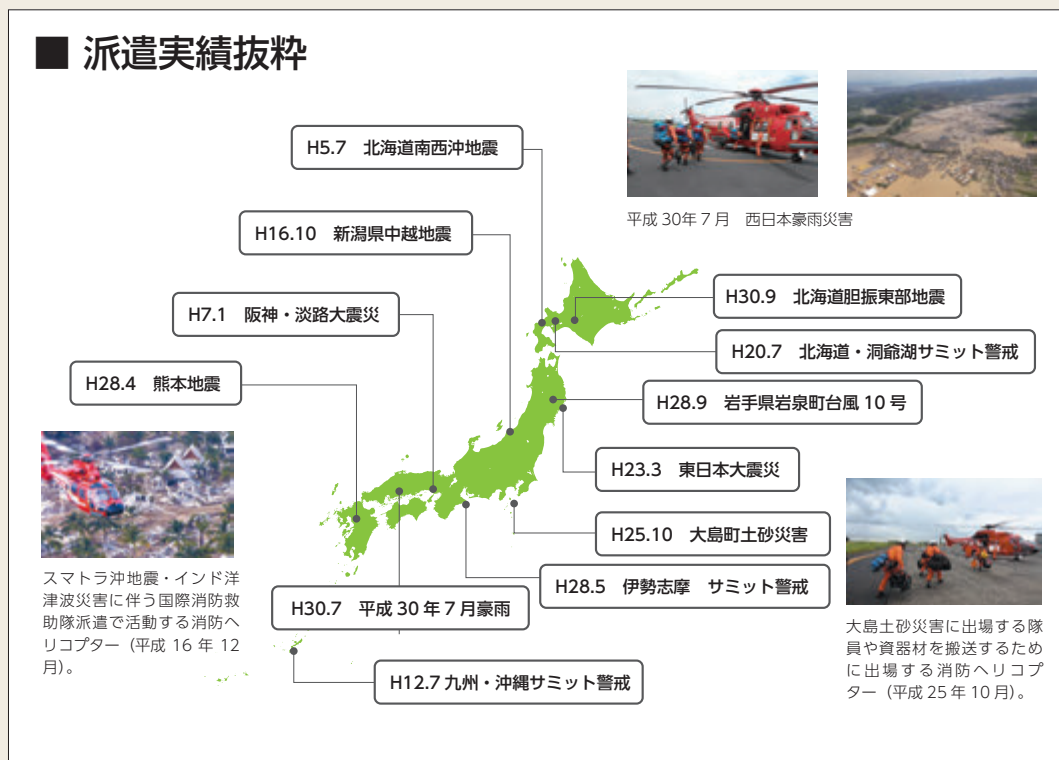 ■ 派遣実績抜粋
平成 30年 7 月　西日本豪雨災害
H5.7　北海道南西沖地震
H16.10　新潟県中越地震
H7.1　阪神・淡路大震災
H28.4　熊本地震
H30.9　北海道胆振東部地震
H20.7　北海道・洞爺湖サミット警戒
H28.9　岩手県岩泉町台風 10 号
H23.3　東日本大震災
H25.10　大島町土砂災害
H28.5　伊勢志摩　サミット警戒
H30.7　平成 30 年 7 月豪雨
H12.7 九州・沖縄サミット警戒
スマトラ沖地震・インド洋
津波災害に伴う国際消防救
助隊派遣で活動する消防ヘ
リコプター（平成 16 年 12
月）。
大島土砂災害に出場する隊
員や資器材を搬送するため
に出場する消防ヘリコプ
ター（平成 25 年 10 月）。